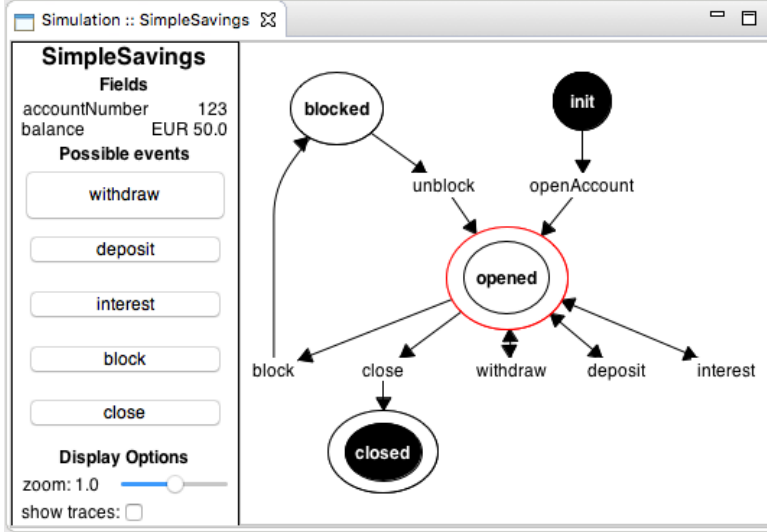 Simulation :: SimpleSavings
SimpleSavings
Fields
accountNumber 123
balance EUR 50.0
Possible events
withdraw
deposit
interest
block
close
Display Options
zoom: 1.0
show traces:
blocked
init
unblock
openAccount
opened
block
close
withdraw
deposit
interest
closed